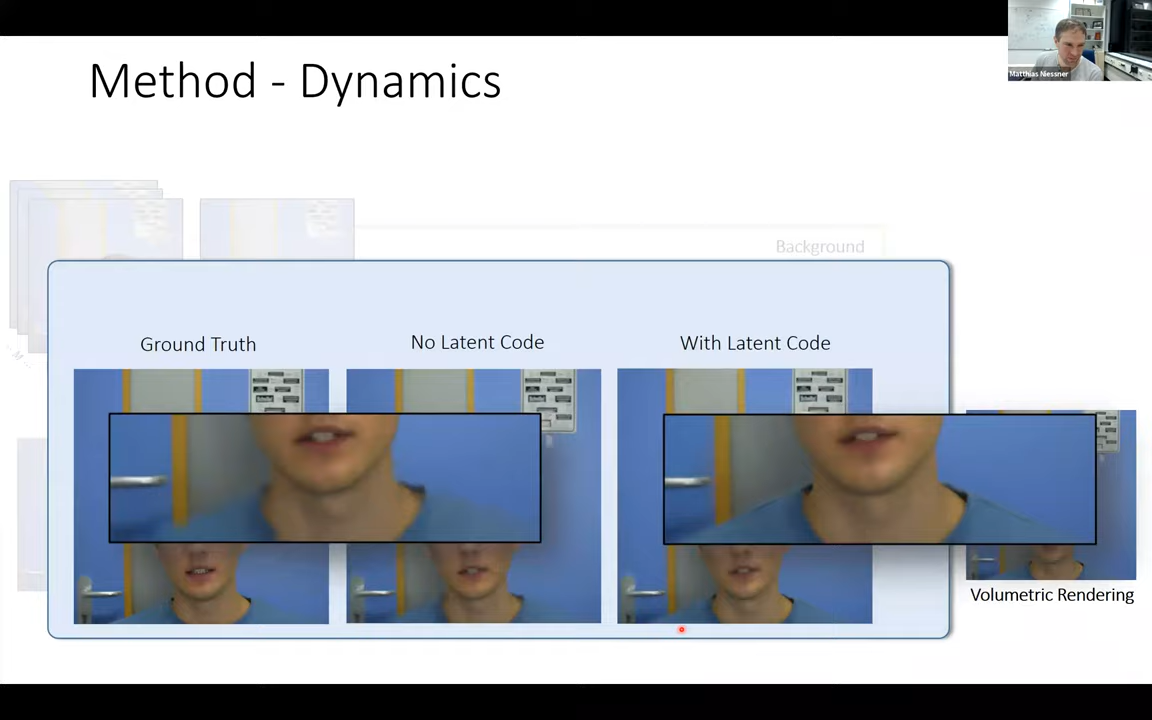 Matthias Niessner
Method - Dynamics
Background
Ground Truth
No Latent Code
With Latent Code
Volumetric Rendering